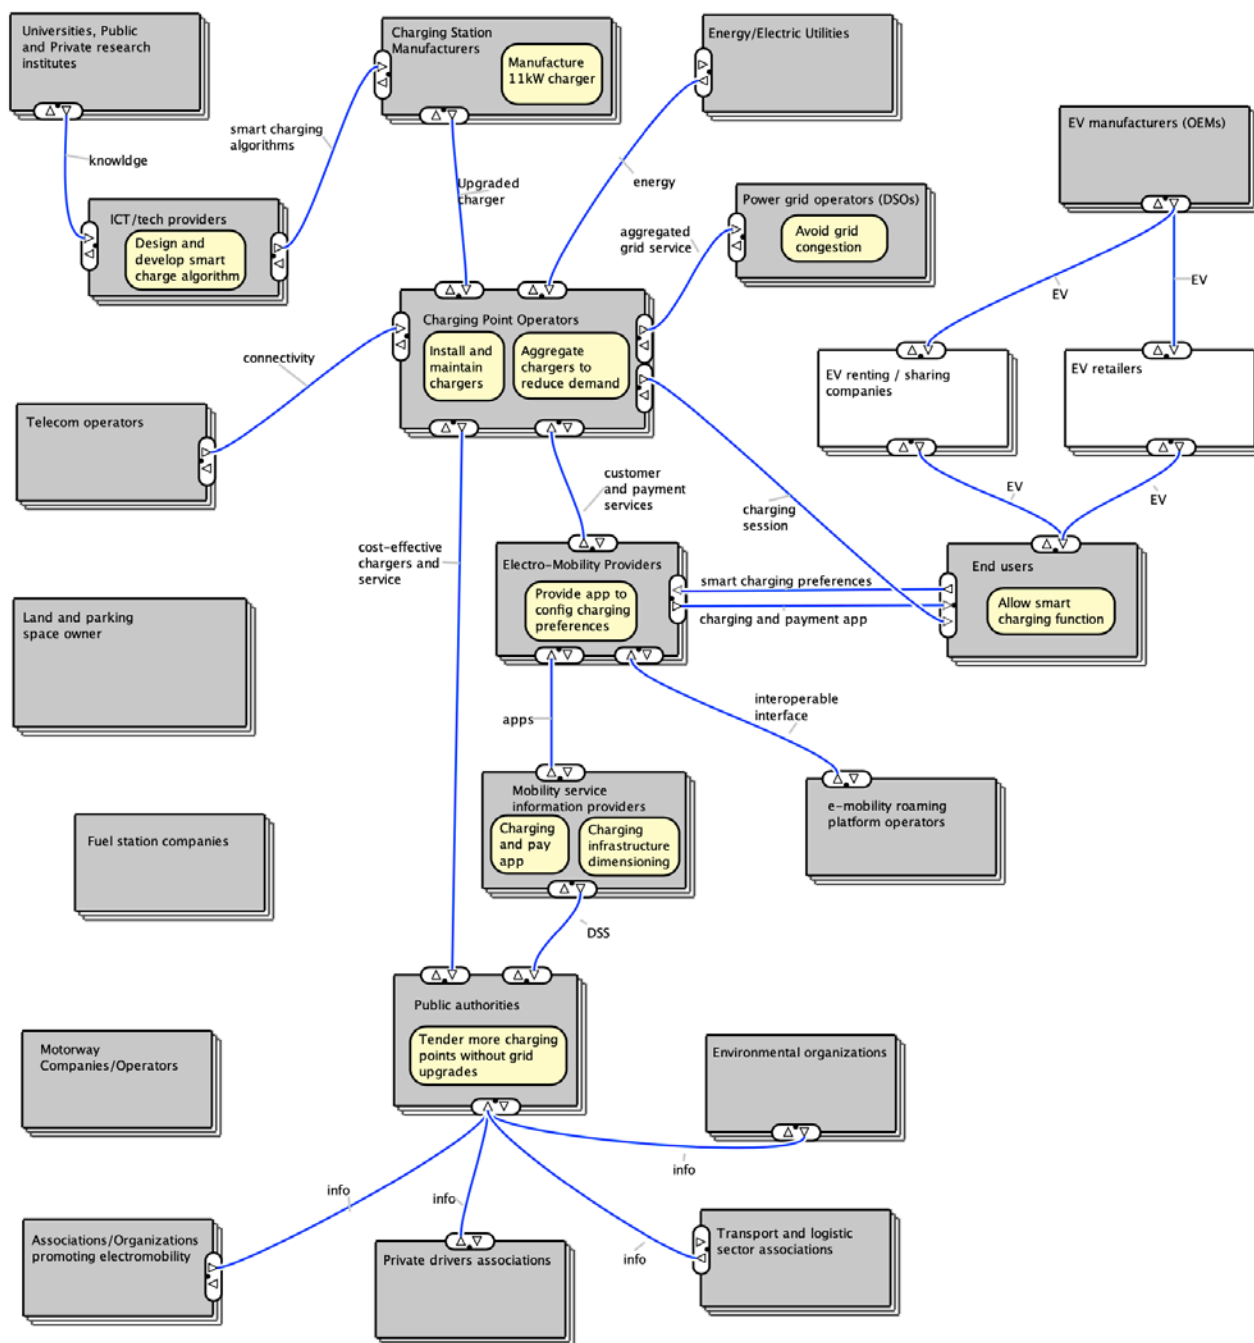 Universities, Public
and Private research
institutes
Charging Station
Manufacturers
Manufacture
11kW charger
Energy/Electric Utilities
EV manufacturers (OEMs)
smart charging
algorithms
knowldge
Upgraded
charger
energy
ICT/tech providers
Design and
develop smart
charge algorithm
Power grid operators (DSOs)
Avoid grid
congestion
aggregated
grid service
EV
EV
Charging Point Operators
Install and
maintain
chargers
Aggregate
chargers to
reduce demand
connectivity
EV renting / sharing
companies
EV retailers
Telecom operators
customer
and payment
services
charging
session
EV
EV
cost-effective
chargers and
service
Electro-Mobility Providers
Provide app to
config charging
preferences
smart charging preferences
charging and payment app
End users
Allow smart
charging function
Land and parking
space owner
apps
interoperable
interface
Mobility service
information providers
Charging
and pay
app
Charging
infrastructure
dimensioning
e-mobility roaming
platform operators
Fuel station companies
DSS
Public authorities
Tender more charging
points without grid
upgrades
Motorway
Companies/Operators
Environmental organizations
info
info
info
info
Associations/Organizations
promoting electromobility
Private drivers associations
Transport and logistic
sector associations